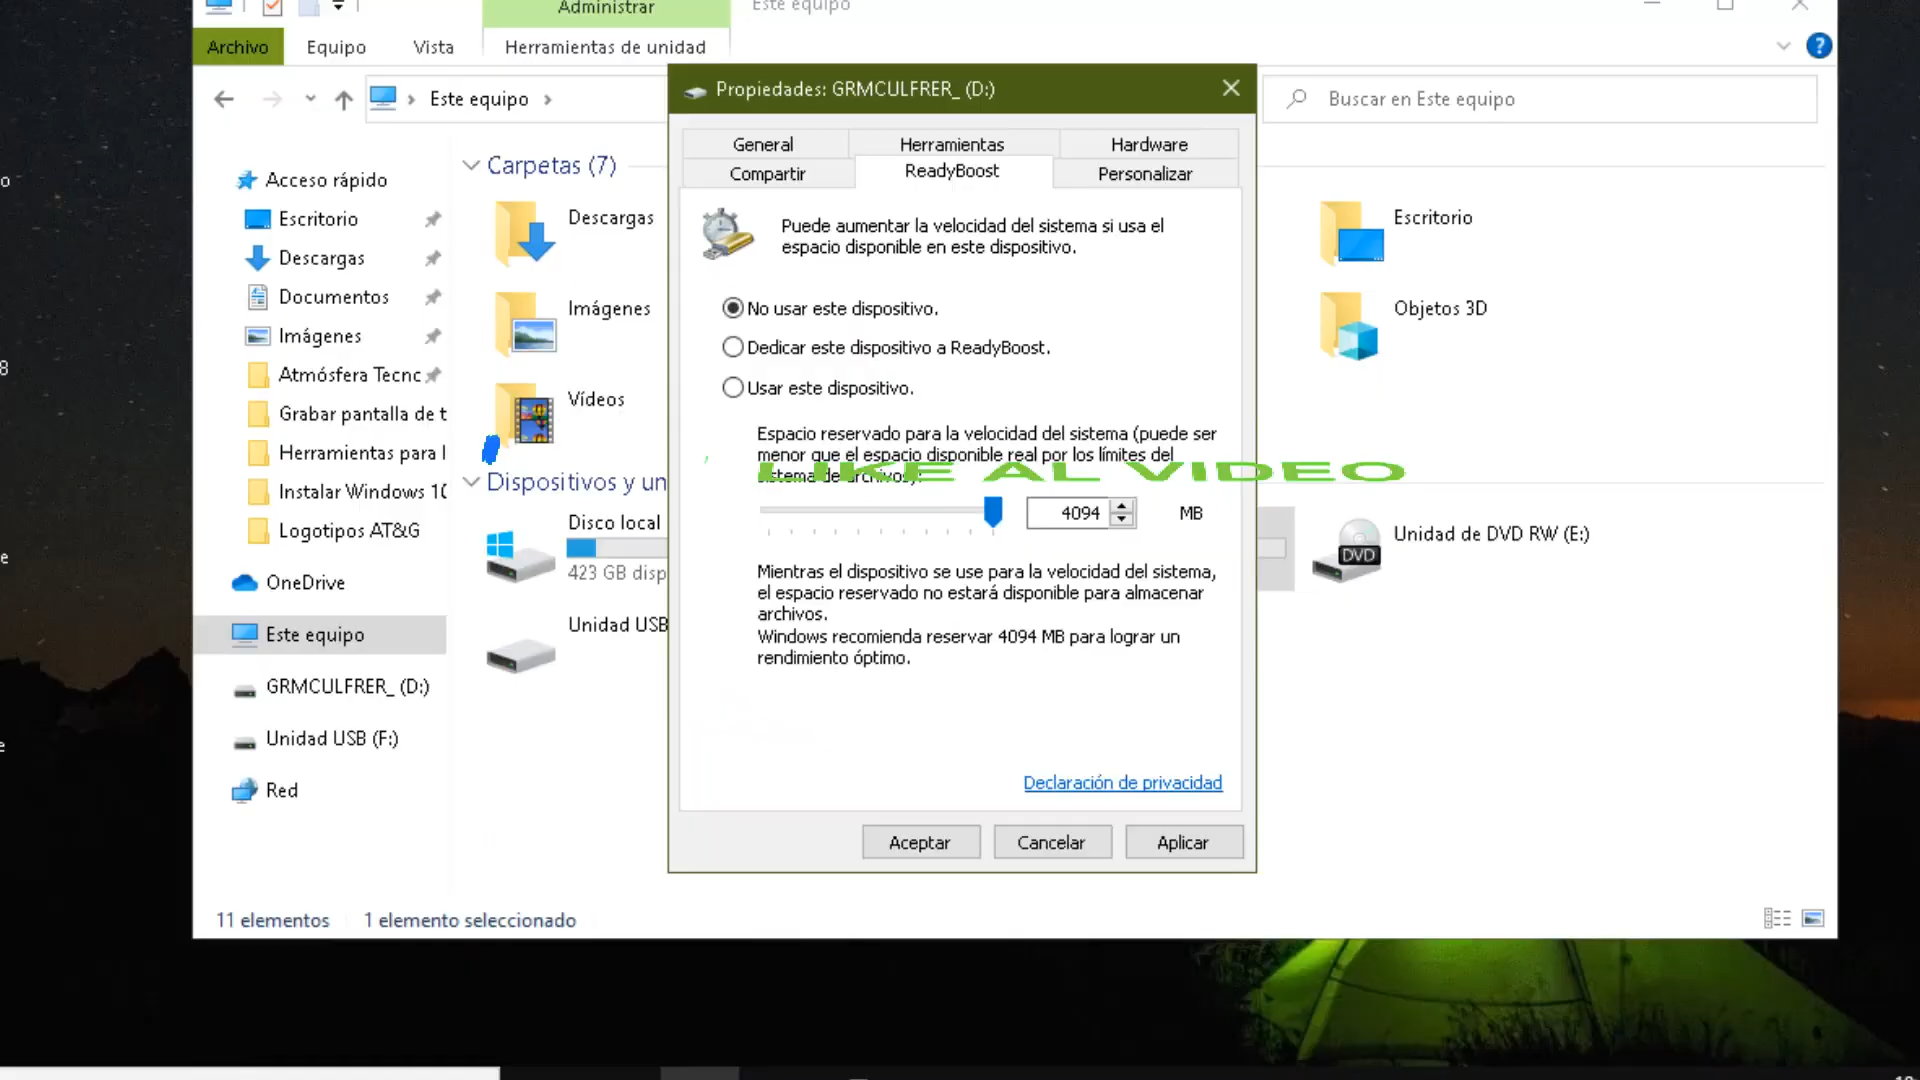 Administrar
Este equipo
Archivo
Equipo
Vista
Herramientas de unidad
Este equipo
Buscar en Este equipo
Acceso rápido
Escritorio
Descargas
Documentos
Imágenes
Atmósfera Tecnc
Grabar pantalla de t
Herramientas para l
Instalar Windows 10
Logotipos AT&G
OneDrive
Este equipo
GRMCULFRER_ (D:)
Unidad USB (F:)
Red
Carpetas (7)
Descargas
Imágenes
Vídeos
Dispositivos y un
Disco local
423 GB disp
Unidad USB
Propiedades: GRMCULFRER_ (D:)
General
Herramientas
Hardware
Compartir
ReadyBoost
Personalizar
Puede aumentar la velocidad del sistema si usa el
espacio disponible en este dispositivo.
No usar este dispositivo.
Dedicar este dispositivo a ReadyBoost.
Usar este dispositivo.
Espacio reservado para la velocidad del sistema (puede ser
menor que el espacio disponible real por los límites del
sistema de archivos):
LIKE AL VIDEO
4094
MB
Mientras el dispositivo se use para la velocidad del sistema,
el espacio reservado no estará disponible para almacenar
archivos.
Windows recomienda reservar 4094 MB para lograr un
rendimiento óptimo.
Declaración de privacidad
Aceptar
Cancelar
Aplicar
Escritorio
Objetos 3D
DVD
Unidad de DVD RW (E:)
11 elementos
1 elemento seleccionado